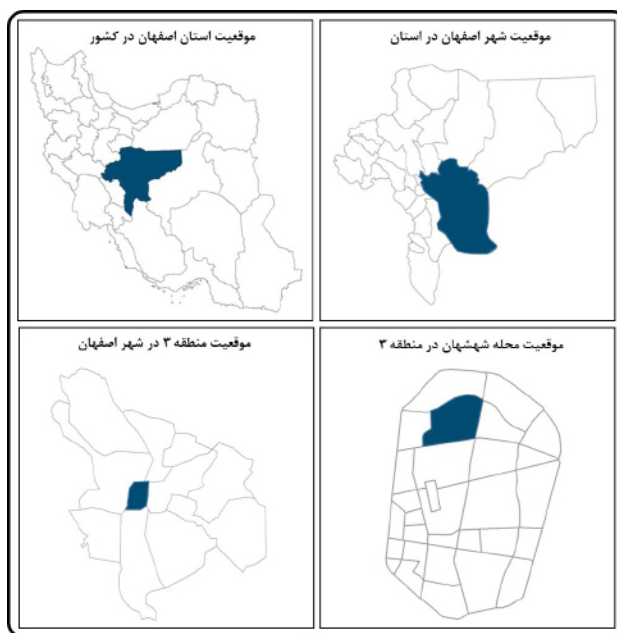 موقعیت استان اصفهان در کشور
موقعیت شهر اصفهان در استان
موقعیت منطقه ۳ در شهر اصفهان
موقعیت محله شهشهان در منطقه ۳